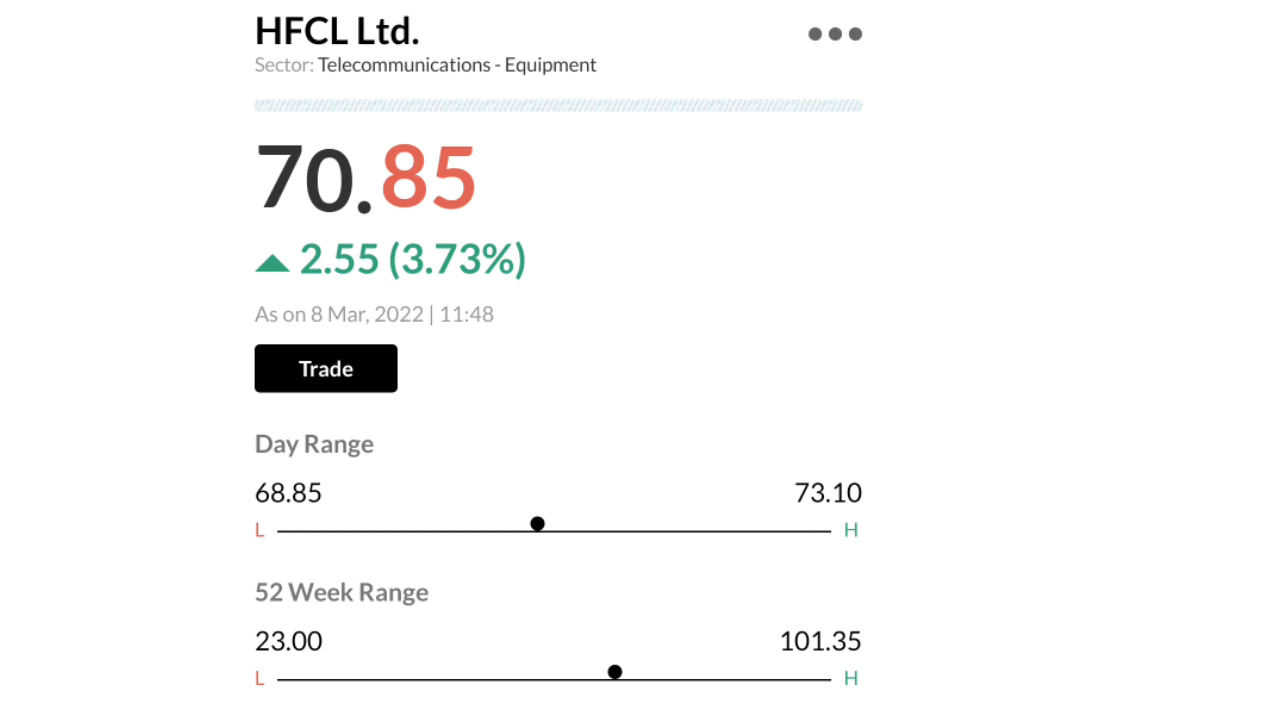 HFCL Ltd.
Sector: Telecommunications - Equipment
70.85
2.55 (3.73%)
As on 8 Mar, 2022 | 11:48
Trade
Day Range
68.85 73.10
L H
52 Week Range
23.00 101.35
L H